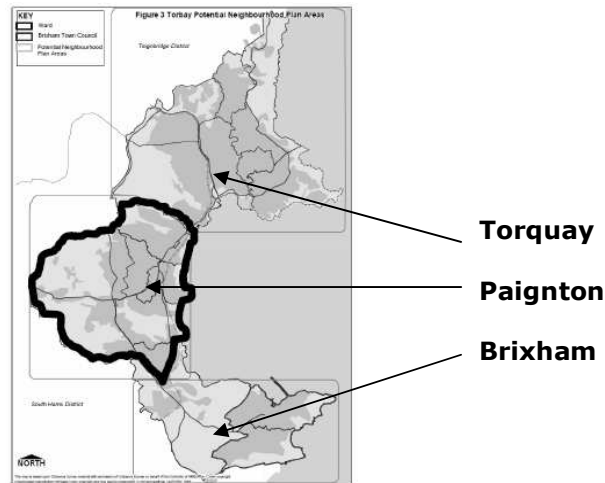 Figure 3 Torbay Potential Neighbourhood Plan Areas
KEY
Ward
Brixham Town Council
Potential Neighbourhood
Plan Areas
Teignbridge District
Torquay
Paignton
Brixham
South Hams District
NORTH